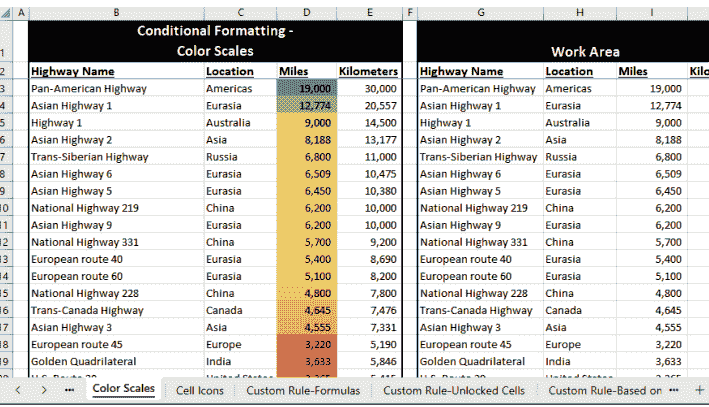 A B C D E F G H I
1 Conditional Formatting -
Color Scales Work Area
2 Highway Name Location Miles Kilometers Highway Name Location Miles Kilo
3 Pan-American Highway Americas 19,000 30,000 Pan-American Highway Americas 19,000
4 Asian Highway 1 Eurasia 12,774 20,557 Asian Highway 1 Eurasia 12,774
5 Highway 1 Australia 9,000 14,500 Highway 1 Australia 9,000
6 Asian Highway 2 Asia 8,188 13,177 Asian Highway 2 Asia 8,188
7 Trans-Siberian Highway Russia 6,800 11,000 Trans-Siberian Highway Russia 6,800
8 Asian Highway 6 Eurasia 6,509 10,475 Asian Highway 6 Eurasia 6,509
9 Asian Highway 5 Eurasia 6,450 10,380 Asian Highway 5 Eurasia 6,450
10 National Highway 219 China 6,200 10,000 National Highway 219 China 6,200
11 Asian Highway 9 Eurasia 6,200 10,000 Asian Highway 9 Eurasia 6,200
12 National Highway 331 China 5,700 9,200 National Highway 331 China 5,700
13 European route 40 Eurasia 5,400 8,690 European route 40 Eurasia 5,400
14 European route 60 Eurasia 5,100 8,200 European route 60 Eurasia 5,100
15 National Highway 228 China 4,800 7,800 National Highway 228 China 4,800
16 Trans-Canada Highway Canada 4,645 7,476 Trans-Canada Highway Canada 4,645
17 Asian Highway 3 Asia 4,555 7,331 Asian Highway 3 Asia 4,555
18 European route 45 Europe 3,220 5,190 European route 45 Europe 3,220
19 Golden Quadrilateral India 3,633 5,846 Golden Quadrilateral India 3,633
Color Scales Cell Icons Custom Rule-Formulas Custom Rule-Unlocked Cells Custom Rule-Based on